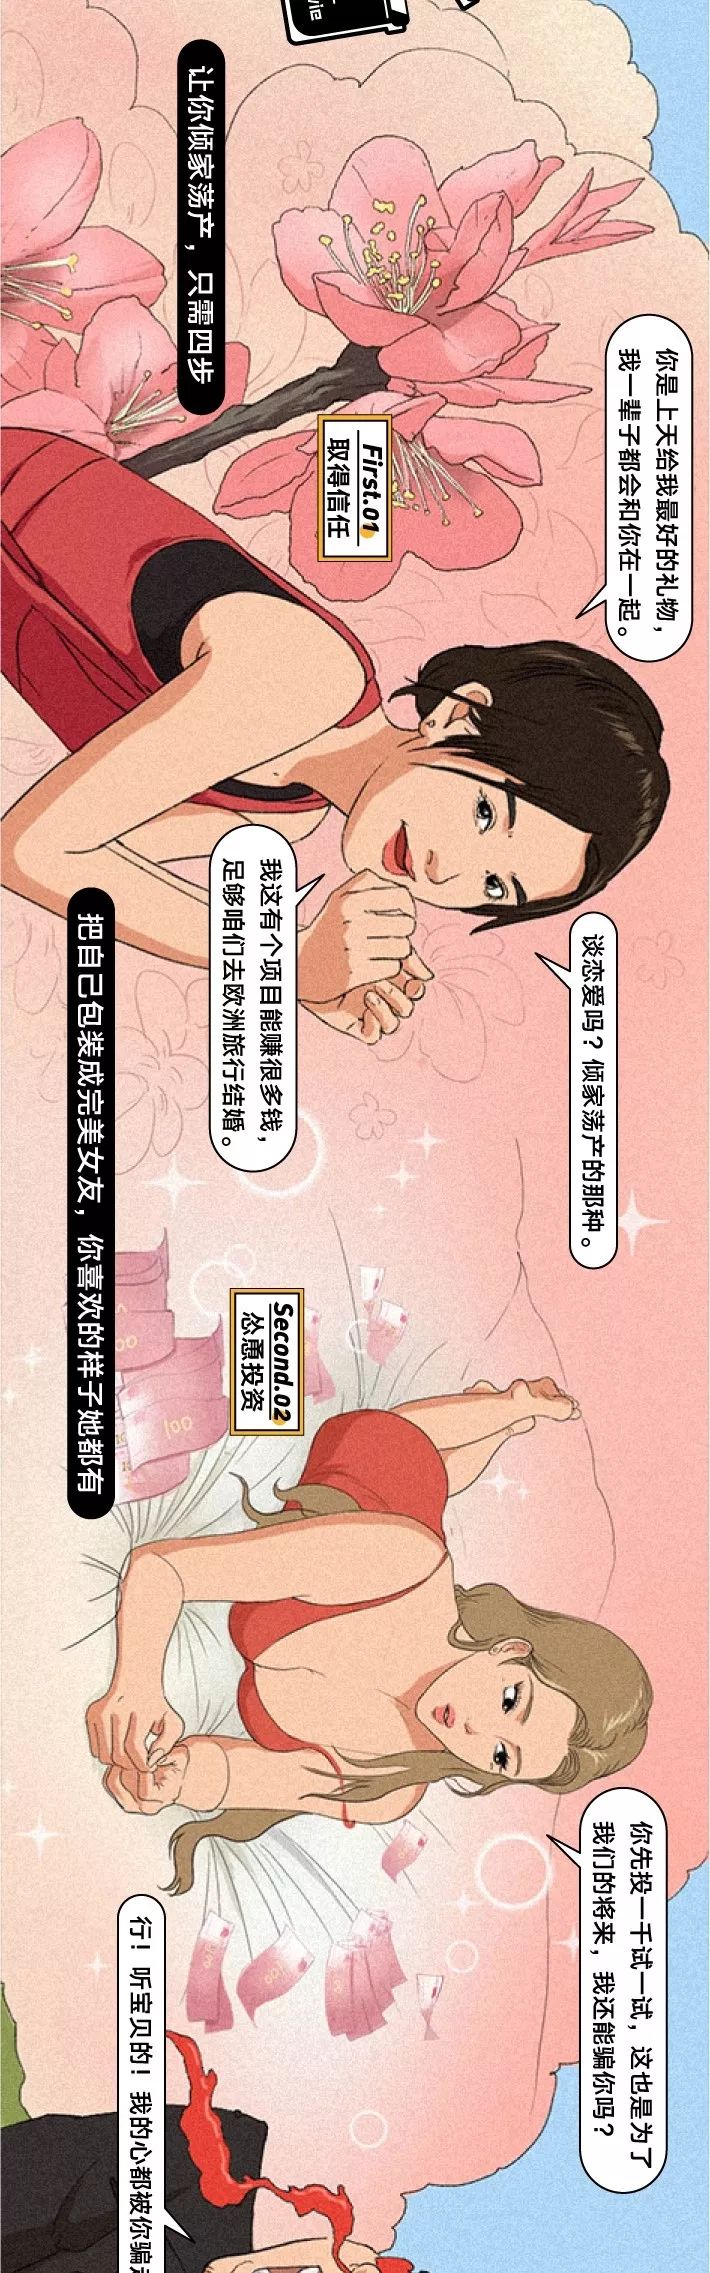 vie
让你倾家荡产，只需四步
First.01
取得信任
你是上天给我最好的礼物，
我一辈子都会和你在一起。
谈恋爱吗？倾家荡产的那种。
我这有个项目能赚很多钱，
足够咱们去欧洲旅行结婚。
把自己包装成完美女友，你喜欢的样子她都有
Second.02
怂恿投资
你先投一千试一试，这也是为了
我们的将来，我还能骗你吗？
行！听宝贝的！我的心都被你骗
100
100